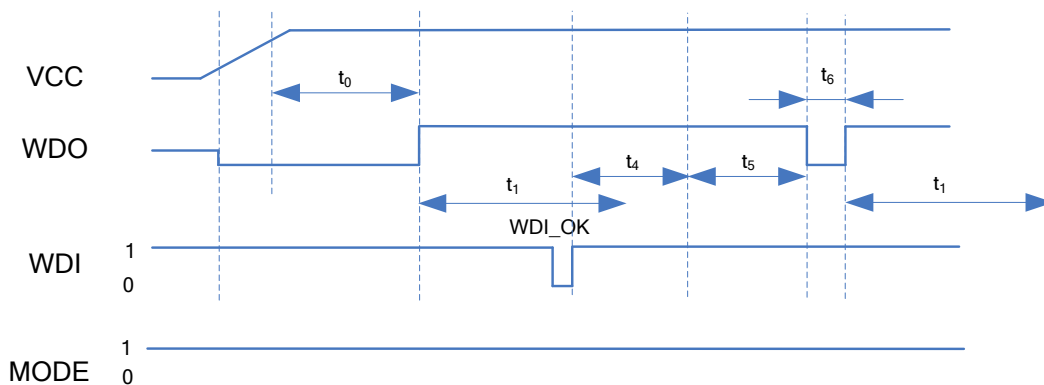 VCC
t₀
t₆
WDO
t₄
t₅
t₁
t₁
WDI_OK
WDI
1
0
MODE
1
0